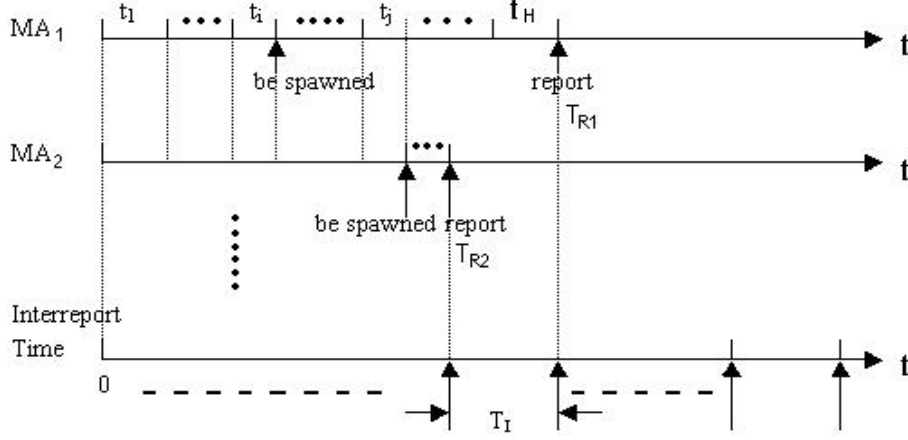 MA1 t1 ti tj tH t
be spawned report
TR1
MA2 t
be spawned report
TR2
Interreport
Time t
0
TI